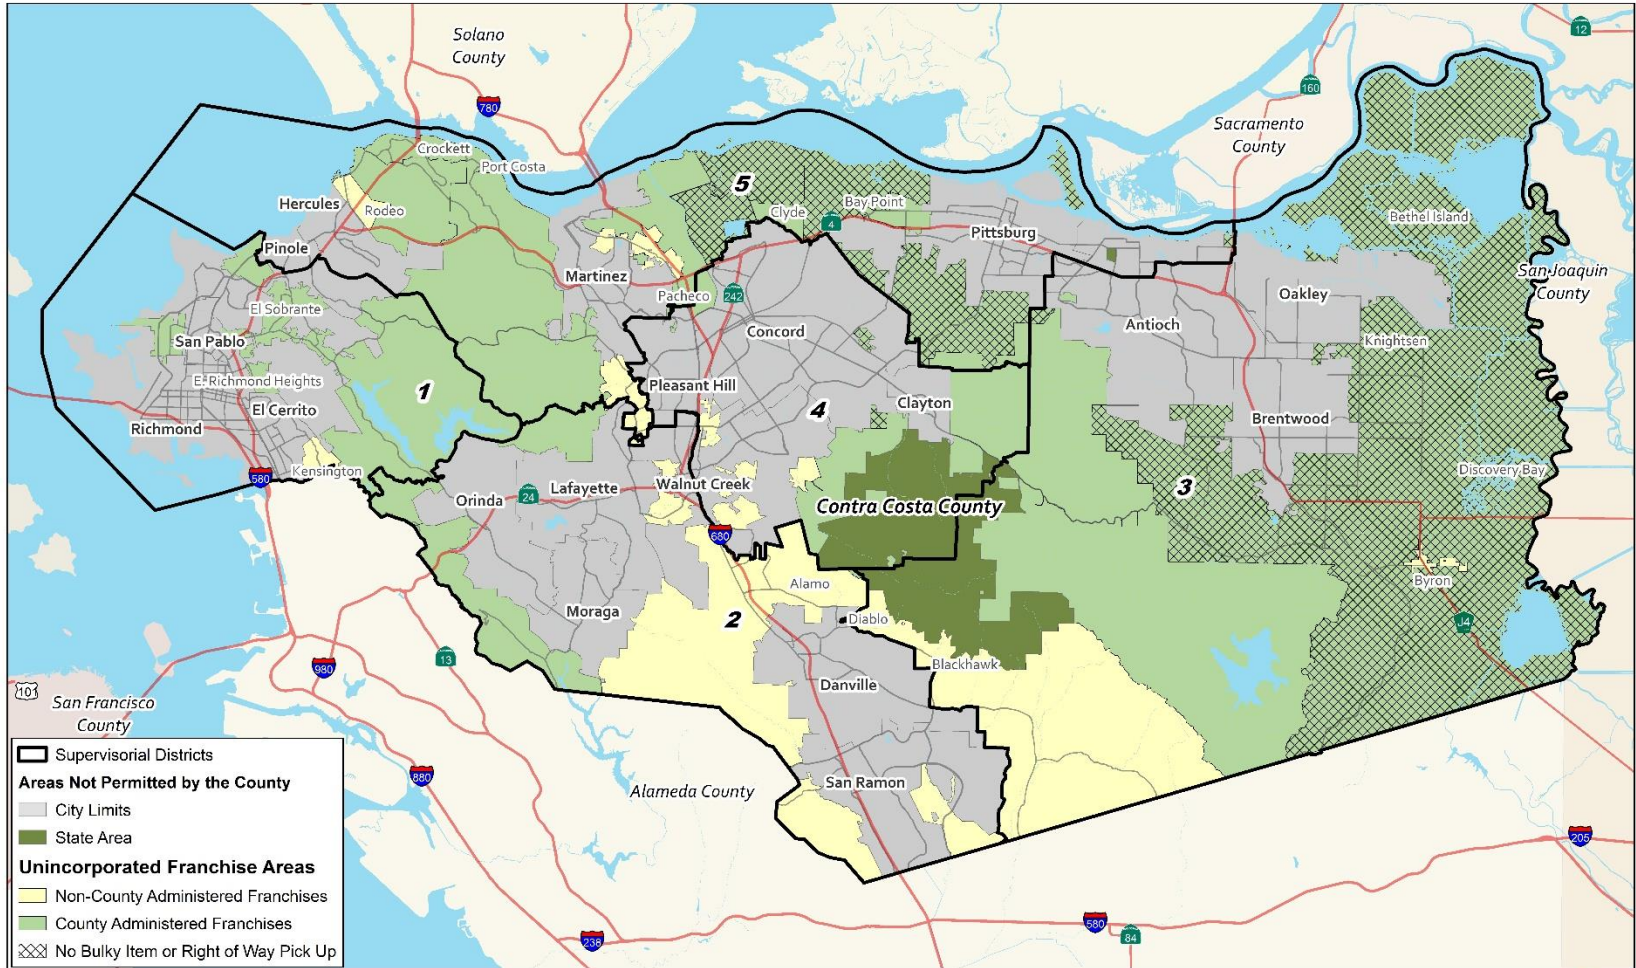 Solano
County
12
780
160
Sacramento
County
Crockett
Port Costa
5
Hercules
Rodeo
Clyde
Bay Point
4
Bethel Island
Pinole
Pittsburg
Martinez
San Joaquin
County
Pacheco
242
Oakley
El Sobrante
Concord
Antioch
San Pablo
Knightsen
E. Richmond Heights
1
Pleasant Hill
El Cerrito
4
Clayton
Richmond
Brentwood
Kensington
580
Discovery Bay
Orinda
24
Lafayette
Walnut Creek
3
Contra Costa County
680
Alamo
Byron
Moraga
2
Diablo
J4
13
980
Blackhawk
Danville
101
San Francisco
County
880
Alameda County
San Ramon
205
580
84
238
Supervisorial Districts
Areas Not Permitted by the County
City Limits
State Area
Unincorporated Franchise Areas
Non-County Administered Franchises
County Administered Franchises
No Bulky Item or Right of Way Pick Up